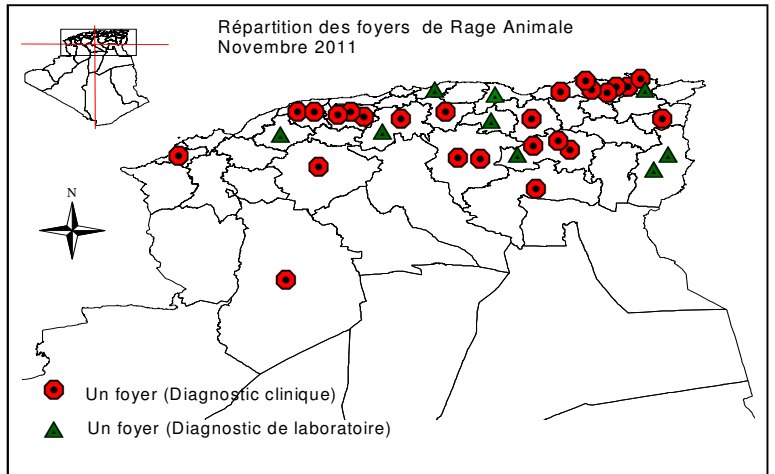 Répartition des foyers de Rage Animale
Novembre 2011
N
Un foyer (Diagnostic clinique)
Un foyer (Diagnostic de laboratoire)